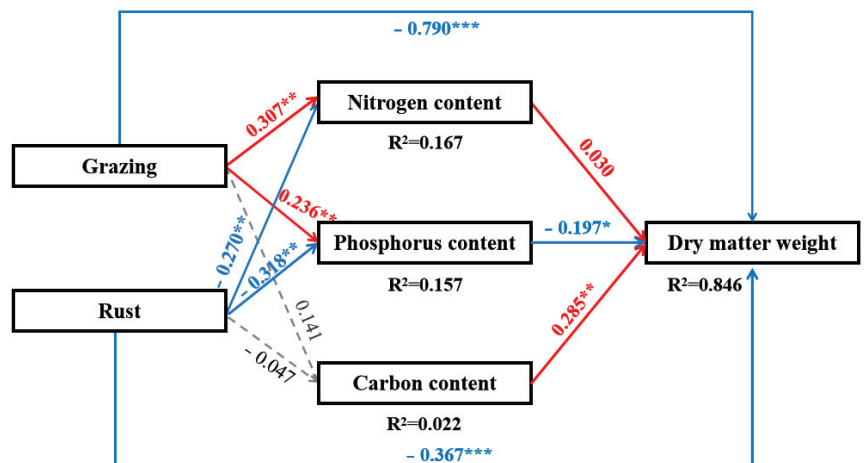 – 0.790***
Nitrogen content
0.307**
R²=0.167
Grazing
0.030
0.236**
– 0.270**
Phosphorus content
– 0.197*
Dry matter weight
– 0.318**
R²=0.157
R²=0.846
Rust
0.141
0.285**
– 0.047
Carbon content
R²=0.022
– 0.367***